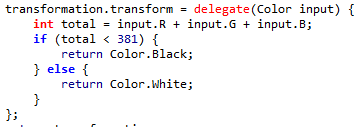 transformation.transform = delegate(Color input) {
    int total = input.R + input.G + input.B;
    if (total < 381) {
        return Color.Black;
    } else {
        return Color.White;
    }
};